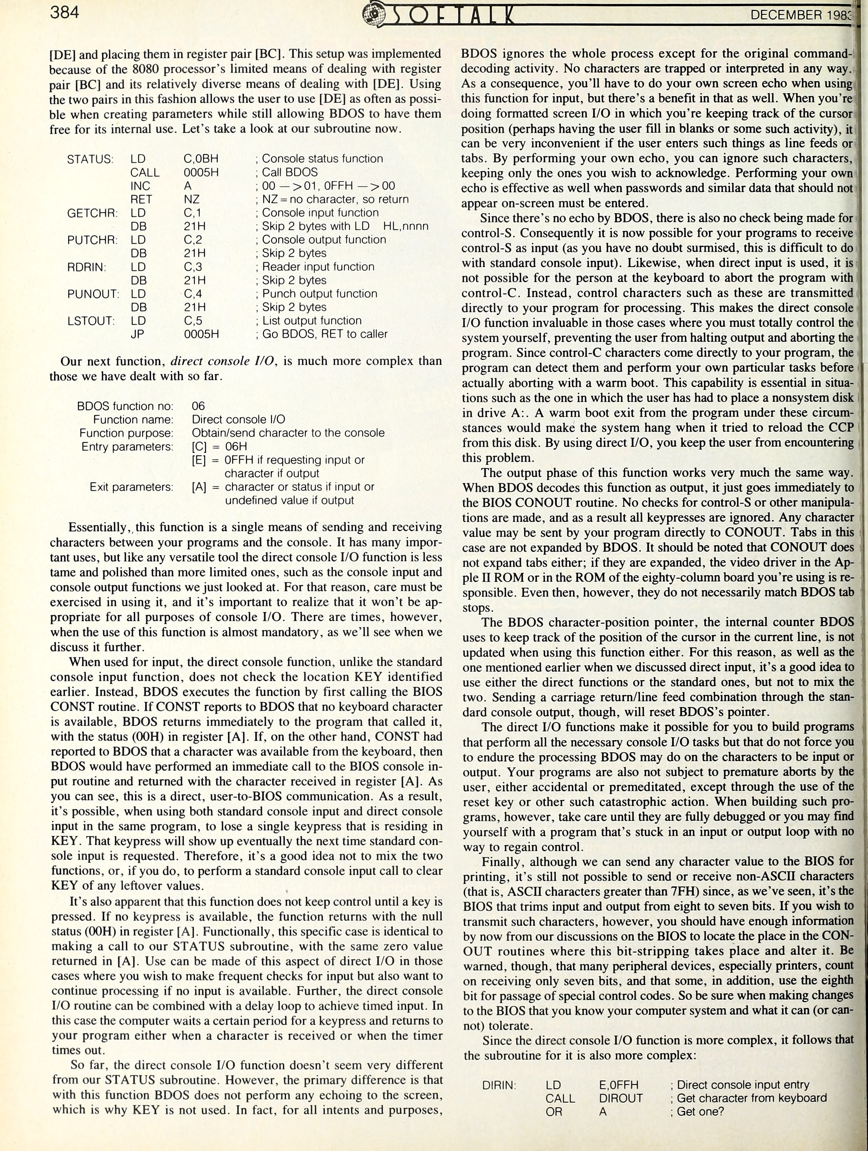 384
SOFTALK
DECEMBER 1983
[DE] and placing them in register pair [BC]. This setup was implemented
because of the 8080 processor's limited means of dealing with register
pair [BC] and its relatively diverse means of dealing with [DE]. Using
the two pairs in this fashion allows the user to use [DE] as often as possi-
ble when creating parameters while still allowing BDOS to have them
free for its internal use. Let's take a look at our subroutine now.
STATUS: LD C,0BH ; Console status function
CALL 0005H ; Call BDOS
INC A ; 00 —>01, 0FFH —>00
RET NZ ; NZ=no character, so return
GETCHR: LD C,1 ; Console input function
DB 21H ; Skip 2 bytes with LD HL,nnnn
PUTCHR: LD C,2 ; Console output function
DB 21H ; Skip 2 bytes
RDRIN: LD C,3 ; Reader input function
DB 21H ; Skip 2 bytes
PUNOUT: LD C,4 ; Punch output function
DB 21H ; Skip 2 bytes
LSTOUT: LD C,5 ; List output function
JP 0005H ; Go BDOS, RET to caller
Our next function, direct console I/O, is much more complex than
those we have dealt with so far.
BDOS function no: 06
Function name: Direct console I/O
Function purpose: Obtain/send character to the console
Entry parameters: [C] = 06H
[E] = 0FFH if requesting input or
character if output
Exit parameters: [A] = character or status if input or
undefined value if output
Essentially, this function is a single means of sending and receiving
characters between your programs and the console. It has many impor-
tant uses, but like any versatile tool the direct console I/O function is less
tame and polished than more limited ones, such as the console input and
console output functions we just looked at. For that reason, care must be
exercised in using it, and it's important to realize that it won't be ap-
propriate for all purposes of console I/O. There are times, however,
when the use of this function is almost mandatory, as we'll see when we
discuss it further.
When used for input, the direct console function, unlike the standard
console input function, does not check the location KEY identified
earlier. Instead, BDOS executes the function by first calling the BIOS
CONST routine. If CONST reports to BDOS that no keyboard character
is available, BDOS returns immediately to the program that called it,
with the status (00H) in register [A]. If, on the other hand, CONST had
reported to BDOS that a character was available from the keyboard, then
BDOS would have performed an immediate call to the BIOS console in-
put routine and returned with the character received in register [A]. As
you can see, this is a direct, user-to-BIOS communication. As a result,
it's possible, when using both standard console input and direct console
input in the same program, to lose a single keypress that is residing in
KEY. That keypress will show up eventually the next time standard con-
sole input is requested. Therefore, it's a good idea not to mix the two
functions, or, if you do, to perform a standard console input call to clear
KEY of any leftover values.
It's also apparent that this function does not keep control until a key is
pressed. If no keypress is available, the function returns with the null
status (00H) in register [A]. Functionally, this specific case is identical to
making a call to our STATUS subroutine, with the same zero value
returned in [A]. Use can be made of this aspect of direct I/O in those
cases where you wish to make frequent checks for input but also want to
continue processing if no input is available. Further, the direct console
I/O routine can be combined with a delay loop to achieve timed input. In
this case the computer waits a certain period for a keypress and returns to
your program either when a character is received or when the timer
times out.
So far, the direct console I/O function doesn't seem very different
from our STATUS subroutine. However, the primary difference is that
with this function BDOS does not perform any echoing to the screen,
which is why KEY is not used. In fact, for all intents and purposes,
BDOS ignores the whole process except for the original command-
decoding activity. No characters are trapped or interpreted in any way.
As a consequence, you'll have to do your own screen echo when using
this function for input, but there's a benefit in that as well. When you're
doing formatted screen I/O in which you're keeping track of the cursor
position (perhaps having the user fill in blanks or some such activity), it
can be very inconvenient if the user enters such things as line feeds or
tabs. By performing your own echo, you can ignore such characters,
keeping only the ones you wish to acknowledge. Performing your own
echo is effective as well when passwords and similar data that should not
appear on-screen must be entered.
Since there's no echo by BDOS, there is also no check being made for
control-S. Consequently it is now possible for your programs to receive
control-S as input (as you have no doubt surmised, this is difficult to do
with standard console input). Likewise, when direct input is used, it is
not possible for the person at the keyboard to abort the program with
control-C. Instead, control characters such as these are transmitted
directly to your program for processing. This makes the direct console
I/O function invaluable in those cases where you must totally control the
system yourself, preventing the user from halting output and aborting the
program. Since control-C characters come directly to your program, the
program can detect them and perform your own particular tasks before
actually aborting with a warm boot. This capability is essential in situa-
tions such as the one in which the user has had to place a nonsystem disk
in drive A:. A warm boot exit from the program under these circum-
stances would make the system hang when it tried to reload the CCP
from this disk. By using direct I/O, you keep the user from encountering
this problem.
The output phase of this function works very much the same way.
When BDOS decodes this function as output, it just goes immediately to
the BIOS CONOUT routine. No checks for control-S or other manipula-
tions are made, and as a result all keypresses are ignored. Any character
value may be sent by your program directly to CONOUT. Tabs in this
case are not expanded by BDOS. It should be noted that CONOUT does
not expand tabs either; if they are expanded, the video driver in the Ap-
ple II ROM or in the ROM of the eighty-column board you're using is re-
sponsible. Even then, however, they do not necessarily match BDOS tab
stops.
The BDOS character-position pointer, the internal counter BDOS
uses to keep track of the position of the cursor in the current line, is not
updated when using this function either. For this reason, as well as the
one mentioned earlier when we discussed direct input, it's a good idea to
use either the direct functions or the standard ones, but not to mix the
two. Sending a carriage return/line feed combination through the stan-
dard console output, though, will reset BDOS's pointer.
The direct I/O functions make it possible for you to build programs
that perform all the necessary console I/O tasks but that do not force you
to endure the processing BDOS may do on the characters to be input or
output. Your programs are also not subject to premature aborts by the
user, either accidental or premeditated, except through the use of the
reset key or other such catastrophic action. When building such pro-
grams, however, take care until they are fully debugged or you may find
yourself with a program that's stuck in an input or output loop with no
way to regain control.
Finally, although we can send any character value to the BIOS for
printing, it's still not possible to send or receive non-ASCII characters
(that is, ASCII characters greater than 7FH) since, as we've seen, it's the
BIOS that trims input and output from eight to seven bits. If you wish to
transmit such characters, however, you should have enough information
by now from our discussions on the BIOS to locate the place in the CON-
OUT routines where this bit-stripping takes place and alter it. Be
warned, though, that many peripheral devices, especially printers, count
on receiving only seven bits, and that some, in addition, use the eighth
bit for passage of special control codes. So be sure when making changes
to the BIOS that you know your computer system and what it can (or can-
not) tolerate.
Since the direct console I/O function is more complex, it follows that
the subroutine for it is also more complex:
DIRIN: LD E,0FFH ; Direct console input entry
CALL DIROUT ; Get character from keyboard
OR A ; Get one?